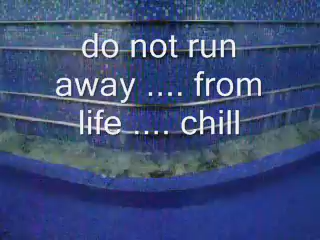 do not run
away .... from
life .... chill